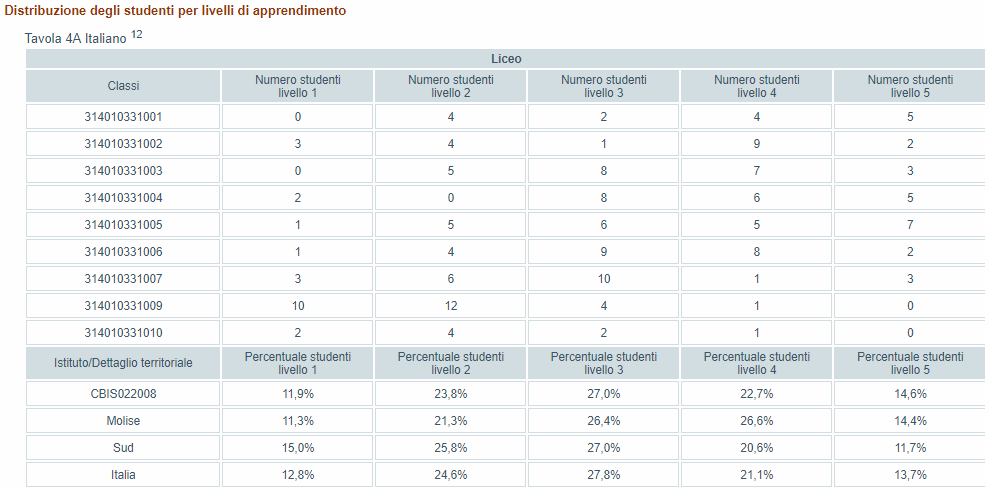 Distribuzione degli studenti per livelli di apprendimento
Tavola 4A Italiano 12
Liceo
Classi Numero studenti livello 1 Numero studenti livello 2 Numero studenti livello 3 Numero studenti livello 4 Numero studenti livello 5
314010331001 0 4 2 4 5
314010331002 3 4 1 9 2
314010331003 0 5 8 7 3
314010331004 2 0 8 6 5
314010331005 1 5 6 5 7
314010331006 1 4 9 8 2
314010331007 3 6 10 1 3
314010331009 10 12 4 1 0
314010331010 2 4 2 1 0
Istituto/Dettaglio territoriale Percentuale studenti livello 1 Percentuale studenti livello 2 Percentuale studenti livello 3 Percentuale studenti livello 4 Percentuale studenti livello 5
CBIS022008 11,9% 23,8% 27,0% 22,7% 14,6%
Molise 11,3% 21,3% 26,4% 26,6% 14,4%
Sud 15,0% 25,8% 27,0% 20,6% 11,7%
Italia 12,8% 24,6% 27,8% 21,1% 13,7%